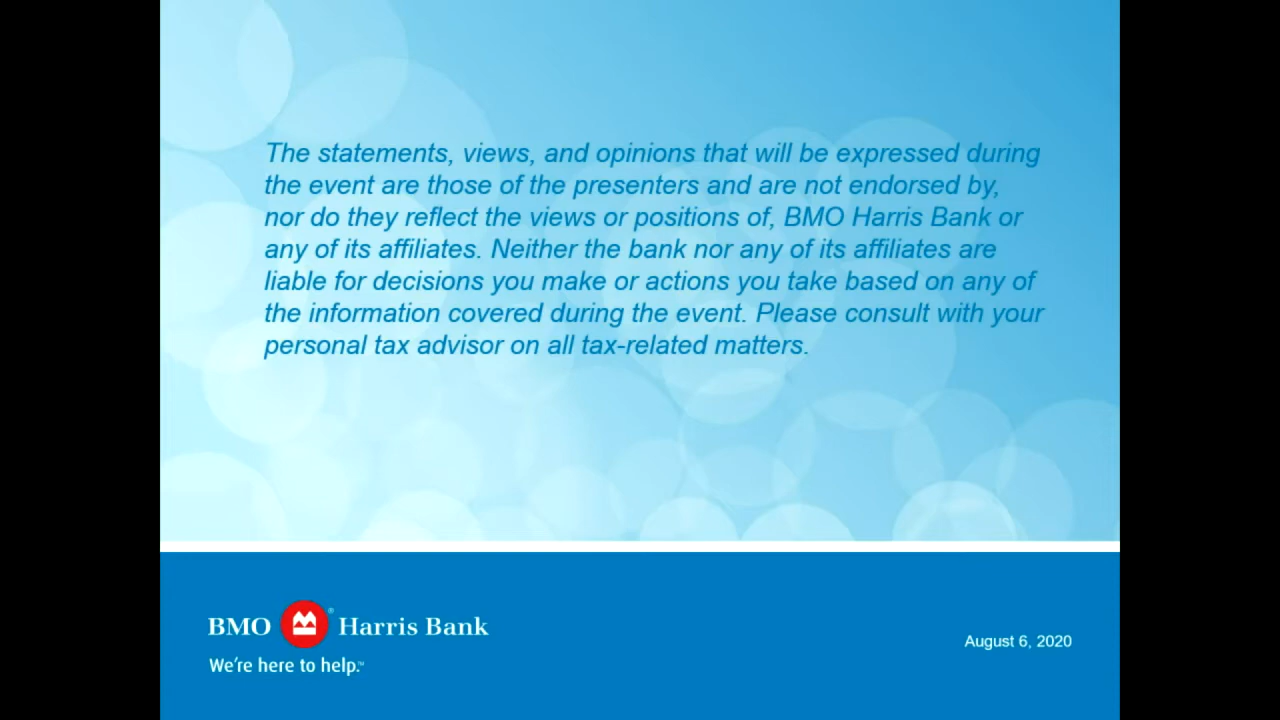 The statements, views, and opinions that will be expressed during
the event are those of the presenters and are not endorsed by,
nor do they reflect the views or positions of, BMO Harris Bank or
any of its affiliates. Neither the bank nor any of its affiliates are
liable for decisions you make or actions you take based on any of
the information covered during the event. Please consult with your
personal tax advisor on all tax-related matters.
BMO ® Harris Bank
We're here to help.™
August 6, 2020